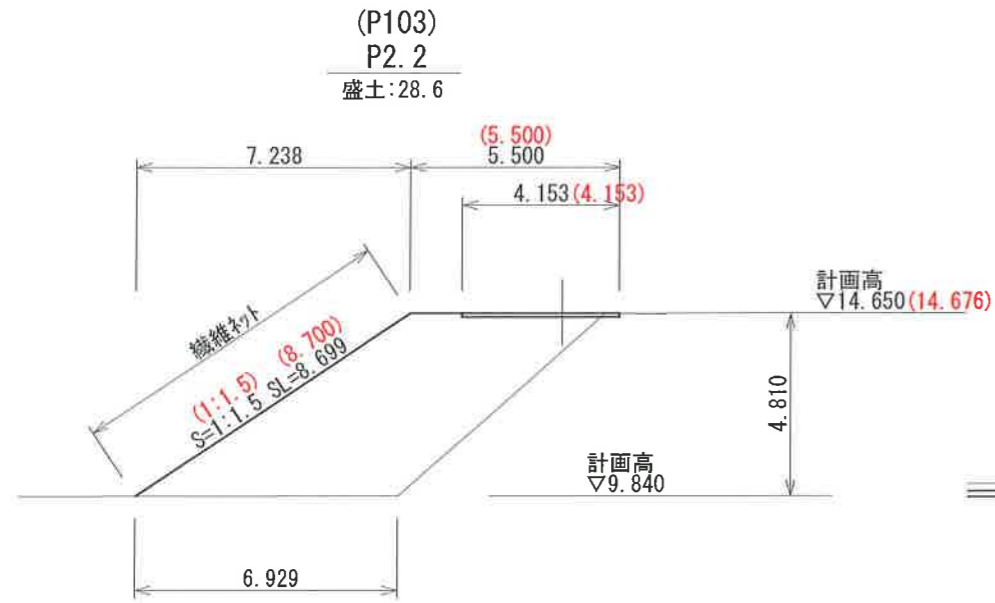 (P103)
P2.2
盛土:28.6
(5.500)
7.238
5.500
4.153(4.153)
計画高
▽14.650(14.676)
繊維ネット
(1:1.5) (8.700)
S=1:1.5 SL=8.699
4.810
計画高
▽9.840
6.929